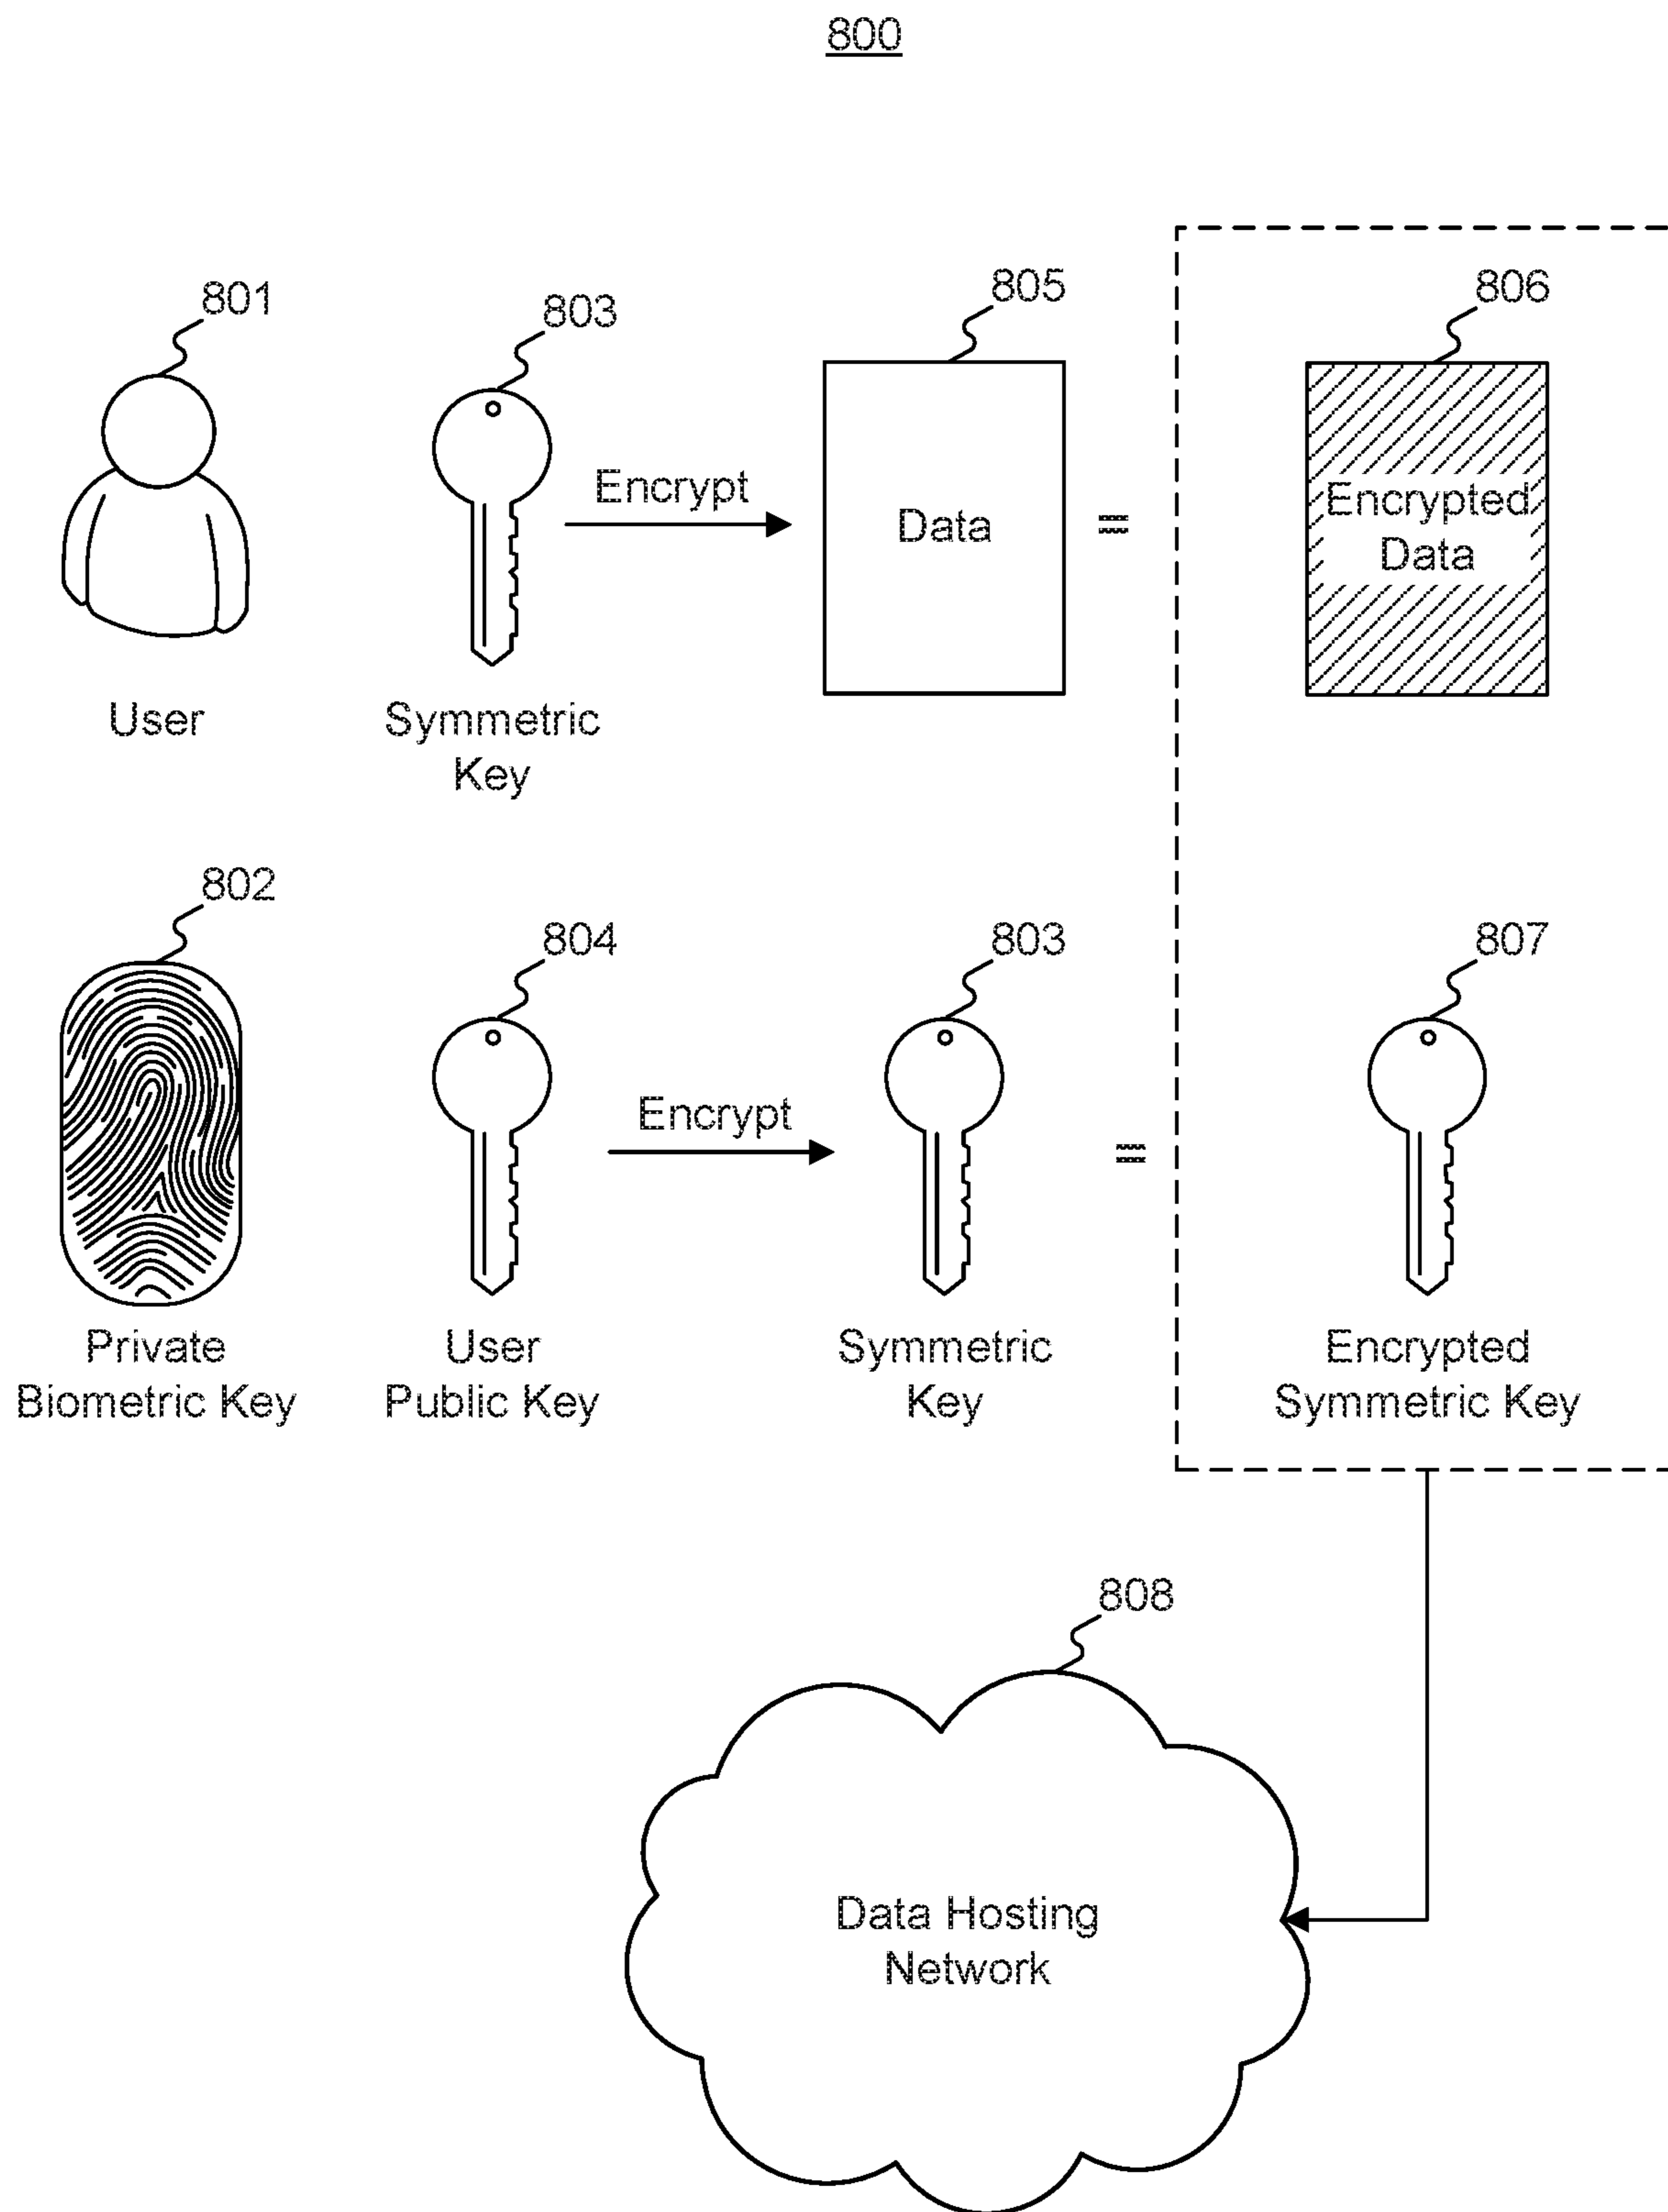 800
801
803
805
806
Encrypt
Data
=
Encrypted
Data
User
Symmetric
Key
802
804
803
807
Encrypt
=
Private
Biometric Key
User
Public Key
Symmetric
Key
Encrypted
Symmetric Key
808
Data Hosting
Network